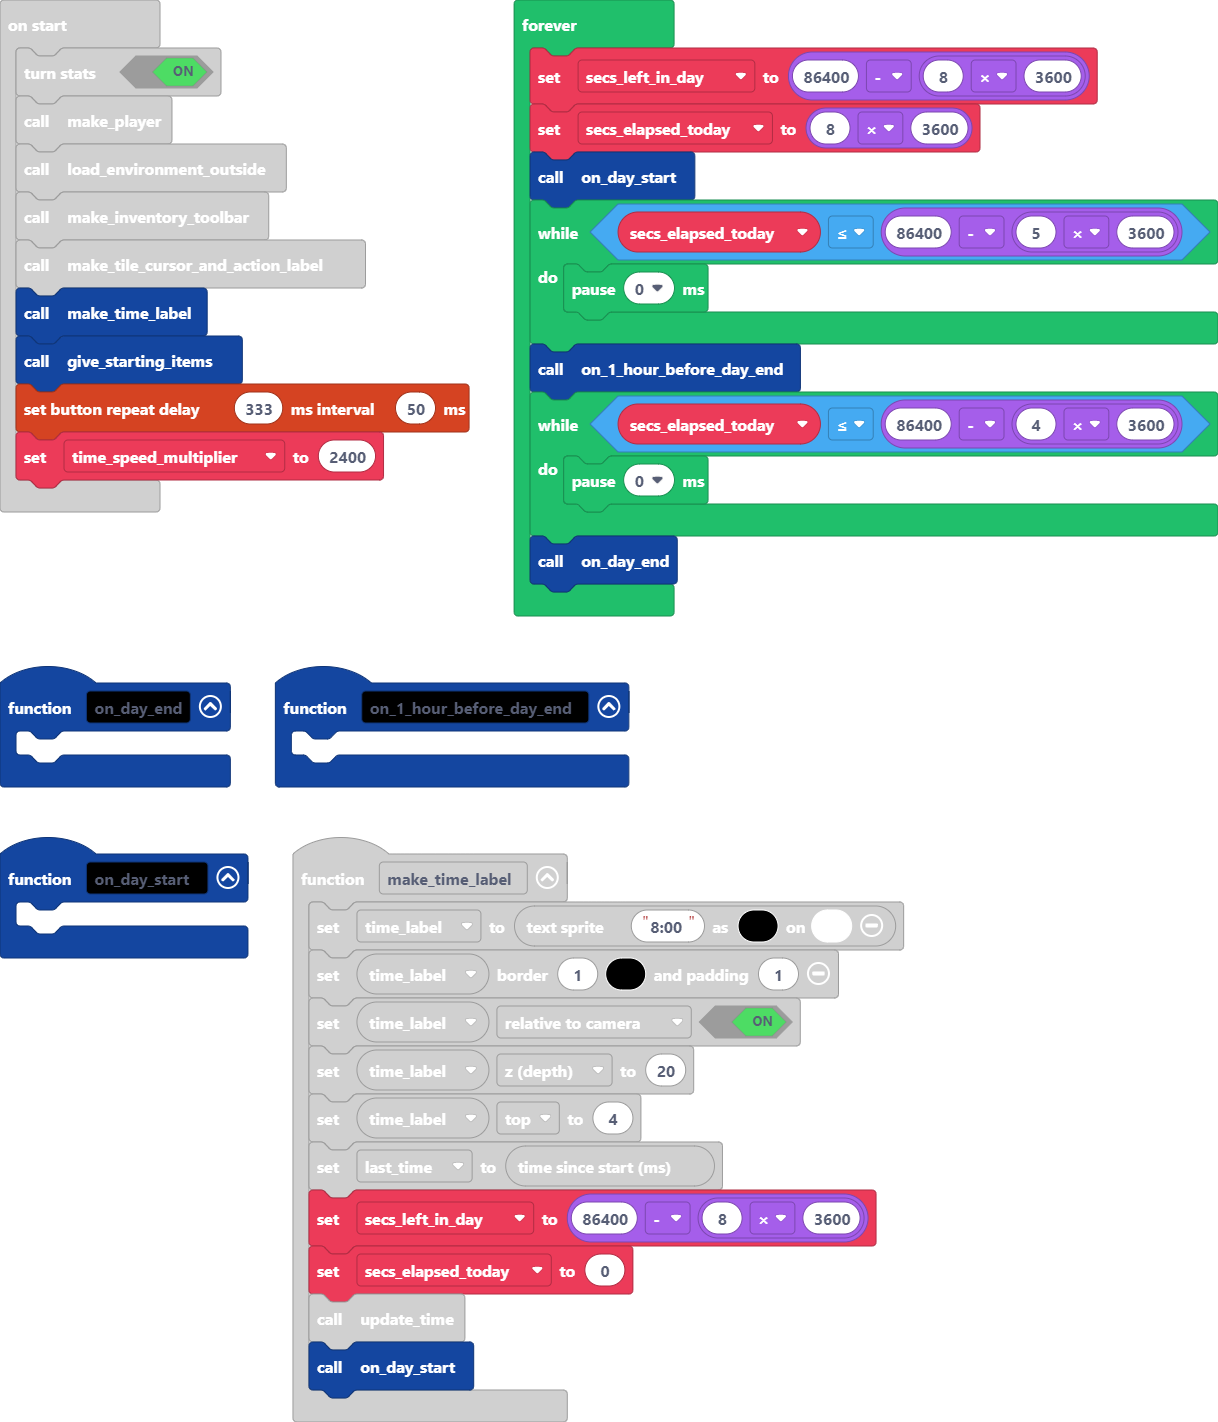 on start
turn stats ON
call make_player
call load_environment_outside
call make_inventory_toolbar
call make_tile_cursor_and_action_label
call make_time_label
call give_starting_items
set button repeat delay 333 ms interval 50 ms
set time_speed_multiplier to 2400
forever
set secs_left_in_day to 86400 - 8 × 3600
set secs_elapsed_today to 8 × 3600
call on_day_start
while secs_elapsed_today ≤ 86400 - 5 × 3600
do pause 0 ms
call on_1_hour_before_day_end
while secs_elapsed_today ≤ 86400 - 4 × 3600
do pause 0 ms
call on_day_end
function on_day_end
function on_1_hour_before_day_end
function on_day_start
function make_time_label
set time_label to text sprite "8:00" as on
set time_label border 1 and padding 1
set time_label relative to camera ON
set time_label z (depth) to 20
set time_label top to 4
set last_time to time since start (ms)
set secs_left_in_day to 86400 - 8 × 3600
set secs_elapsed_today to 0
call update_time
call on_day_start